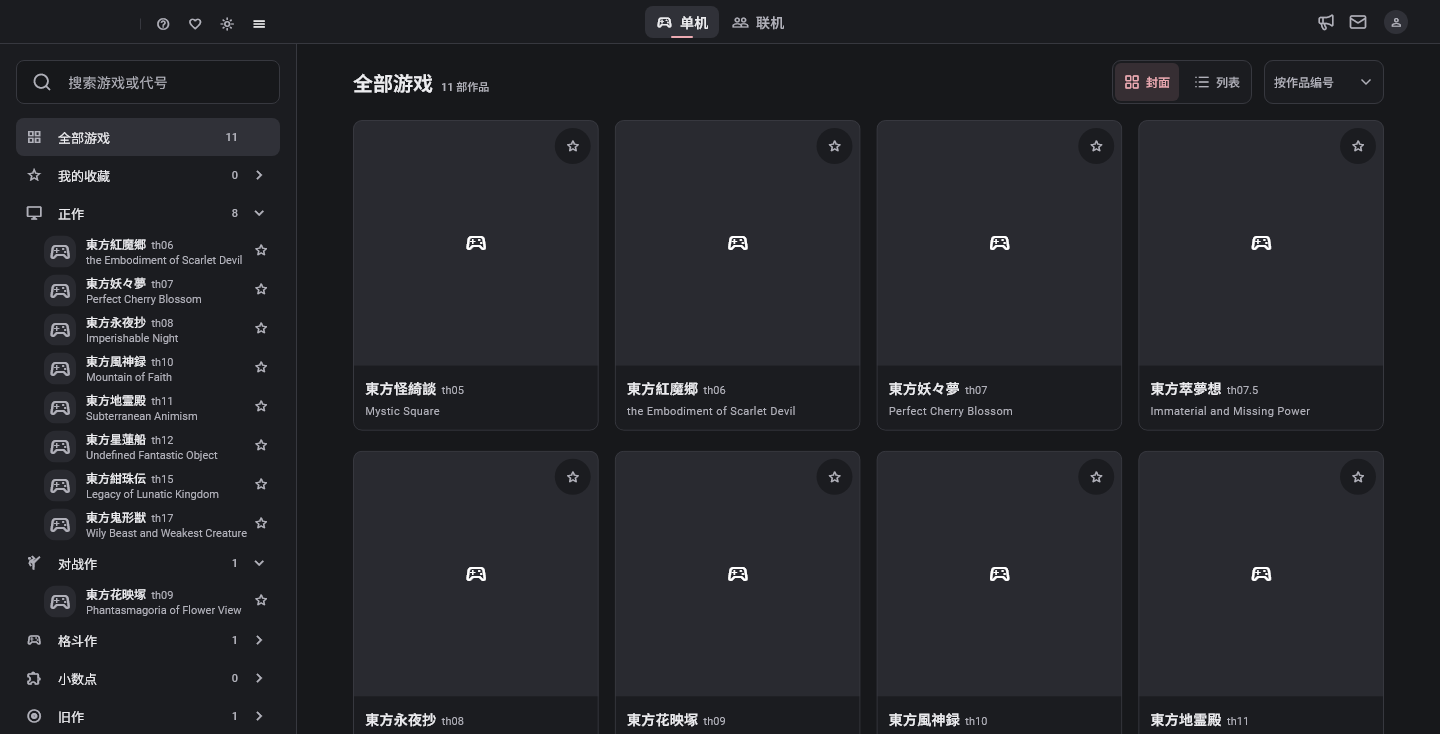 单机
联机
搜索游戏或代号
全部游戏 11
我的收藏 0
正作 8
東方紅魔郷 th06
the Embodiment of Scarlet Devil
東方妖々夢 th07
Perfect Cherry Blossom
東方永夜抄 th08
Imperishable Night
東方風神録 th10
Mountain of Faith
東方地霊殿 th11
Subterranean Animism
東方星蓮船 th12
Undefined Fantastic Object
東方紺珠伝 th15
Legacy of Lunatic Kingdom
東方鬼形獣 th17
Wily Beast and Weakest Creature
对战作 1
東方花映塚 th09
Phantasmagoria of Flower View
格斗作 1
小数点 0
旧作 1
全部游戏 11 部作品
封面
列表
按作品编号
東方怪綺談 th05
Mystic Square
東方紅魔郷 th06
the Embodiment of Scarlet Devil
東方妖々夢 th07
Perfect Cherry Blossom
東方萃夢想 th07.5
Immaterial and Missing Power
東方永夜抄 th08
東方花映塚 th09
東方風神録 th10
東方地霊殿 th11